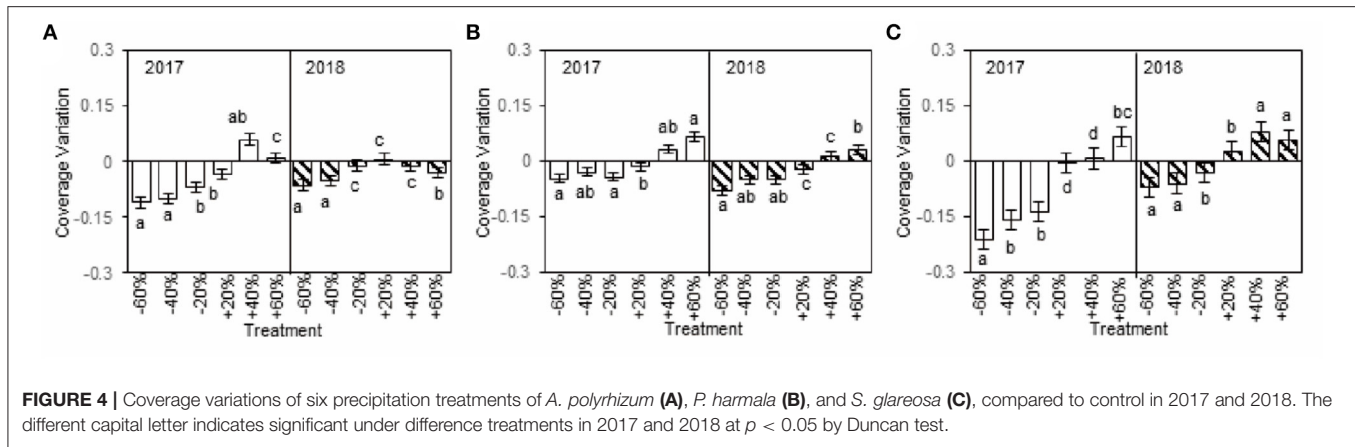 A
B
C
0.3
0.15
0
-0.15
-0.3
Coverage Variation
2017
2018
a
a
b
b
ab
c
a
a
c
c
c
b
-60%
-40%
-20%
+20%
+40%
+60%
-60%
-40%
-20%
+20%
+40%
+60%
Treatment
0.3
0.15
0
-0.15
-0.3
Coverage Variation
2017
2018
a
ab
a
b
ab
a
a
ab
ab
c
c
b
-60%
-40%
-20%
+20%
+40%
+60%
-60%
-40%
-20%
+20%
+40%
+60%
Treatment
0.3
0.15
0
-0.15
-0.3
Coverage Variation
2017
2018
a
b
b
d
d
bc
a
a
b
b
a
a
-60%
-40%
-20%
+20%
+40%
+60%
-60%
-40%
-20%
+20%
+40%
+60%
Treatment
FIGURE 4 | Coverage variations of six precipitation treatments of A. polyrhizum (A), P. harmala (B), and S. glareosa (C), compared to control in 2017 and 2018. The
different capital letter indicates significant under difference treatments in 2017 and 2018 at p < 0.05 by Duncan test.